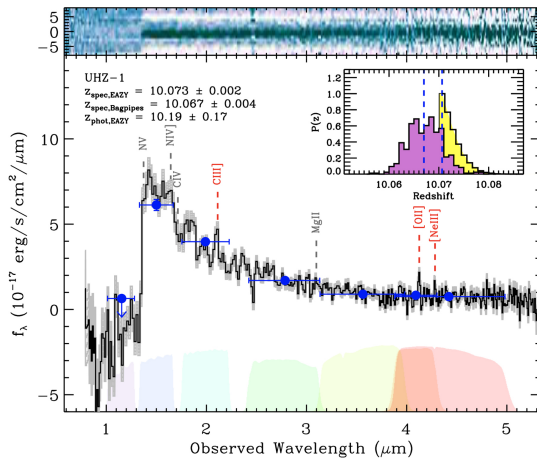 5
0
−5
UHZ-1
z_spec,EAZY = 10.073 ± 0.002
z_spec,Bagpipes = 10.067 ± 0.004
z_phot,EAZY = 10.19 ± 0.17
NV
NIV]
CIV
CIII]
MgII
[OII]
[NeIII]
P(z)
1.2
1.0
0.8
0.6
0.4
0.2
0.0
10.06 10.07 10.08
Redshift
f_λ (10⁻¹⁷ erg/s/cm²/μm)
10
5
0
−5
1 2 3 4 5
Observed Wavelength (μm)